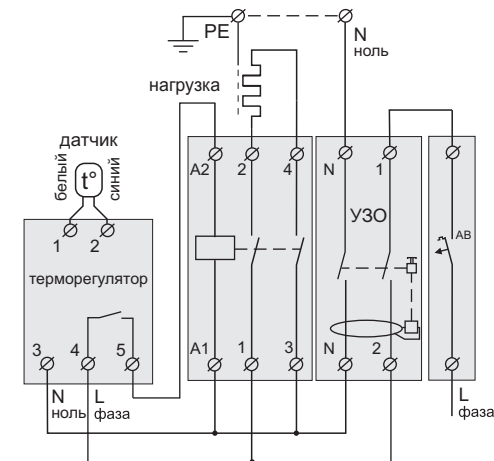 PE
N
ноль
нагрузка
датчик
белый
t°
синий
1 2
терморегулятор
3 4 5
N
ноль
L
фаза
A2 2 4
A1 1 3
N 1
УЗО
N 2
АВ
L
фаза